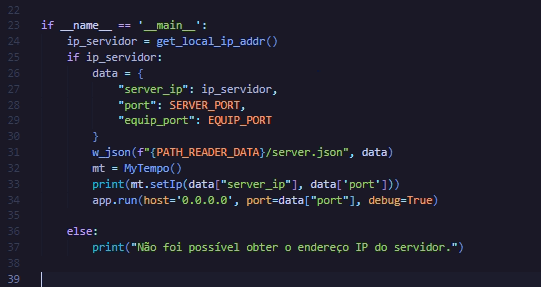 22
23 if __name__ == '__main__':
24     ip_servidor = get_local_ip_addr()
25     if ip_servidor:
26         data = {
27             "server_ip": ip_servidor,
28             "port": SERVER_PORT,
29             "equip_port": EQUIP_PORT
30         }
31         w_json(f"{PATH_READER_DATA}/server.json", data)
32         mt = MyTempo()
33         print(mt.setIp(data["server_ip"], data['port']))
34         app.run(host='0.0.0.0', port=data["port"], debug=True)
35
36     else:
37         print("Não foi possível obter o endereço IP do servidor.")
38
39